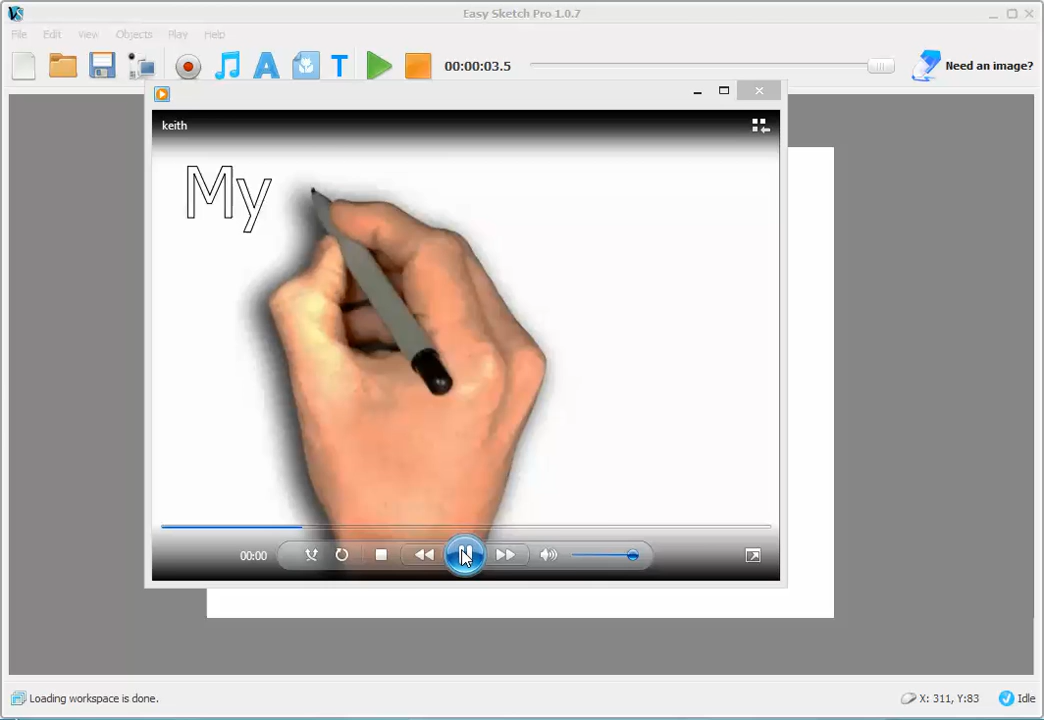 Easy Sketch Pro 1.0.7
File Edit View Objects Play Help
A T 00:00:03.5 Need an image?
keith
My
00:00
Loading workspace is done. X: 311, Y:83 Idle